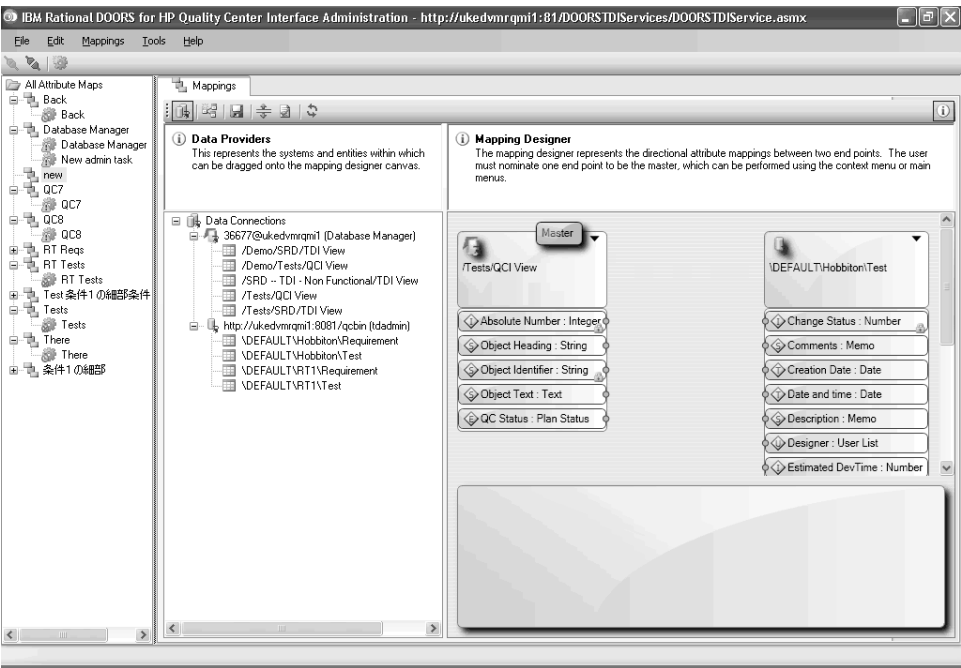 IBM Rational DOORS for HP Quality Center Interface Administration - http://ukedvmrqmi1:81/DOORSTDIServices/DOORSTDIService.asmx
File Edit Mappings Tools Help
All Attribute Maps
Back
Back
Database Manager
Database Manager
New admin task
new
QC7
QC7
QC8
QC8
RT Reqs
RT Tests
RT Tests
Test 条件1 の細部条件
Tests
Tests
There
There
条件1 の細部
Mappings
Data Providers
This represents the systems and entities within which
can be dragged onto the mapping designer canvas.
Mapping Designer
The mapping designer represents the directional attribute mappings between two end points. The user
must nominate one end point to be the master, which can be performed using the context menu or main
menus.
Data Connections
36677@ukedvmrqmi1 (Database Manager)
/Demo/SRD/TDI View
/Demo/Tests/QCI View
/SRD -- TDI - Non Functional/TDI View
/Tests/QCI View
/Tests/SRD/TDI View
http://ukedvmrqmi1:8081/qcbin (tdadmin)
\DEFAULT\Hobbiton\Requirement
\DEFAULT\Hobbiton\Test
\DEFAULT\RT1\Requirement
\DEFAULT\RT1\Test
Master
/Tests/QCI View
Absolute Number : Integer
Object Heading : String
Object Identifier : String
Object Text : Text
QC Status : Plan Status
\DEFAULT\Hobbiton\Test
Change Status : Number
Comments : Memo
Creation Date : Date
Date and time : Date
Description : Memo
Designer : User List
Estimated DevTime : Number